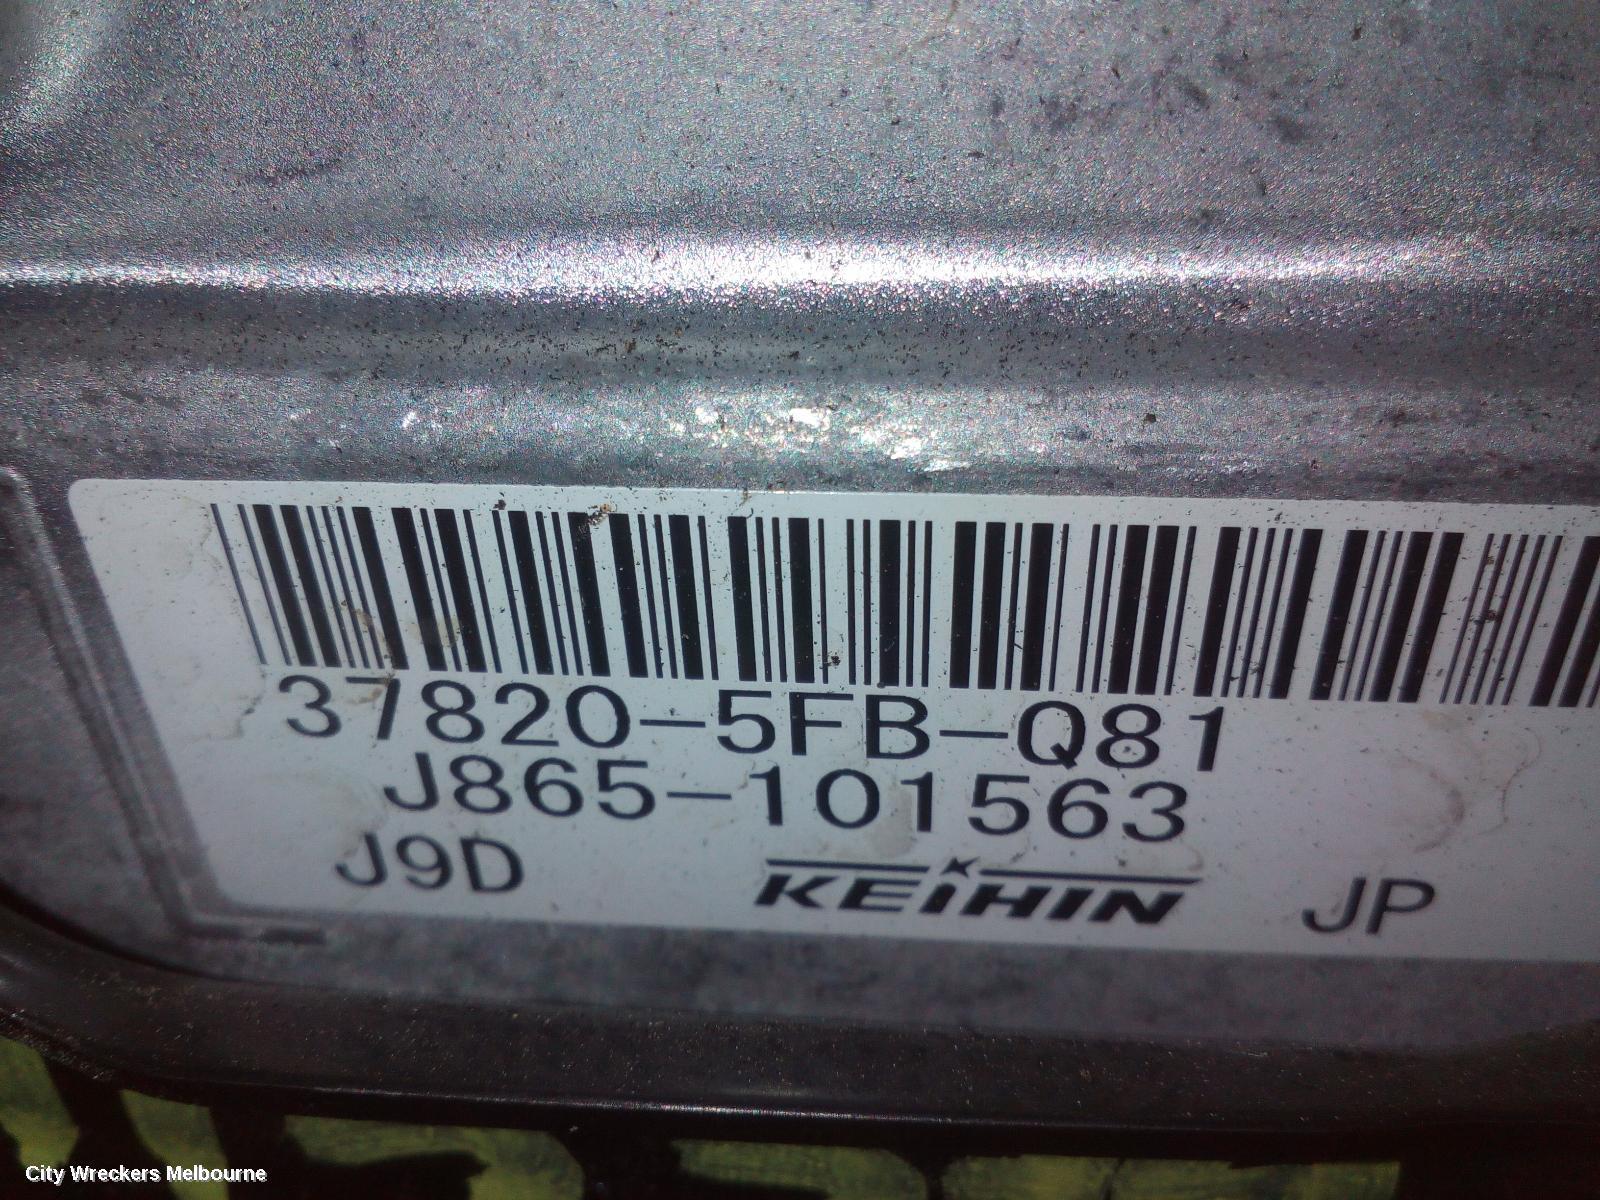 37820-5FB-Q81
J865-101563
J9D KEIHIN JP
City Wreckers Melbourne